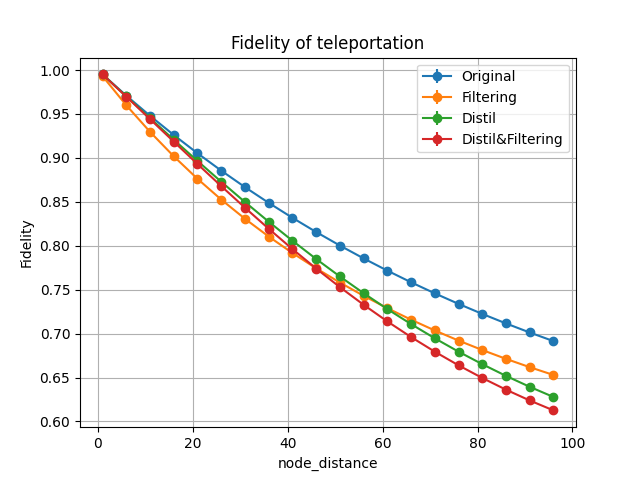 Fidelity of teleportation
Original
Filtering
Distil
Distil&Filtering
Fidelity
1.00
0.95
0.90
0.85
0.80
0.75
0.70
0.65
0.60
0 20 40 60 80 100
node_distance